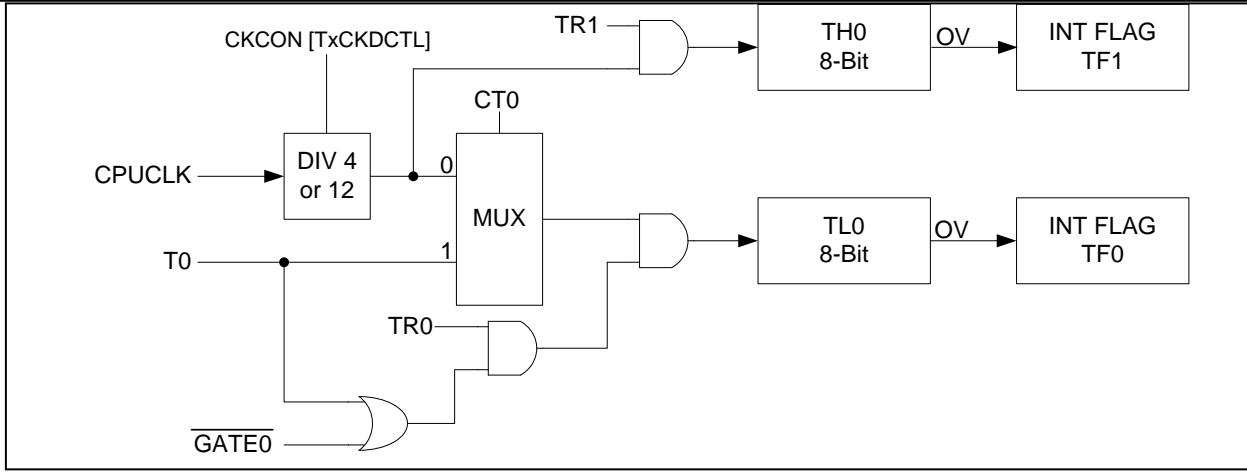 TR1
TH0
8-Bit
OV
INT FLAG
TF1
CKCON [TxCKDCTL]
CT0
CPUCLK
DIV 4
or 12
0
MUX
T0
1
TL0
8-Bit
OV
INT FLAG
TF0
TR0
GATE0